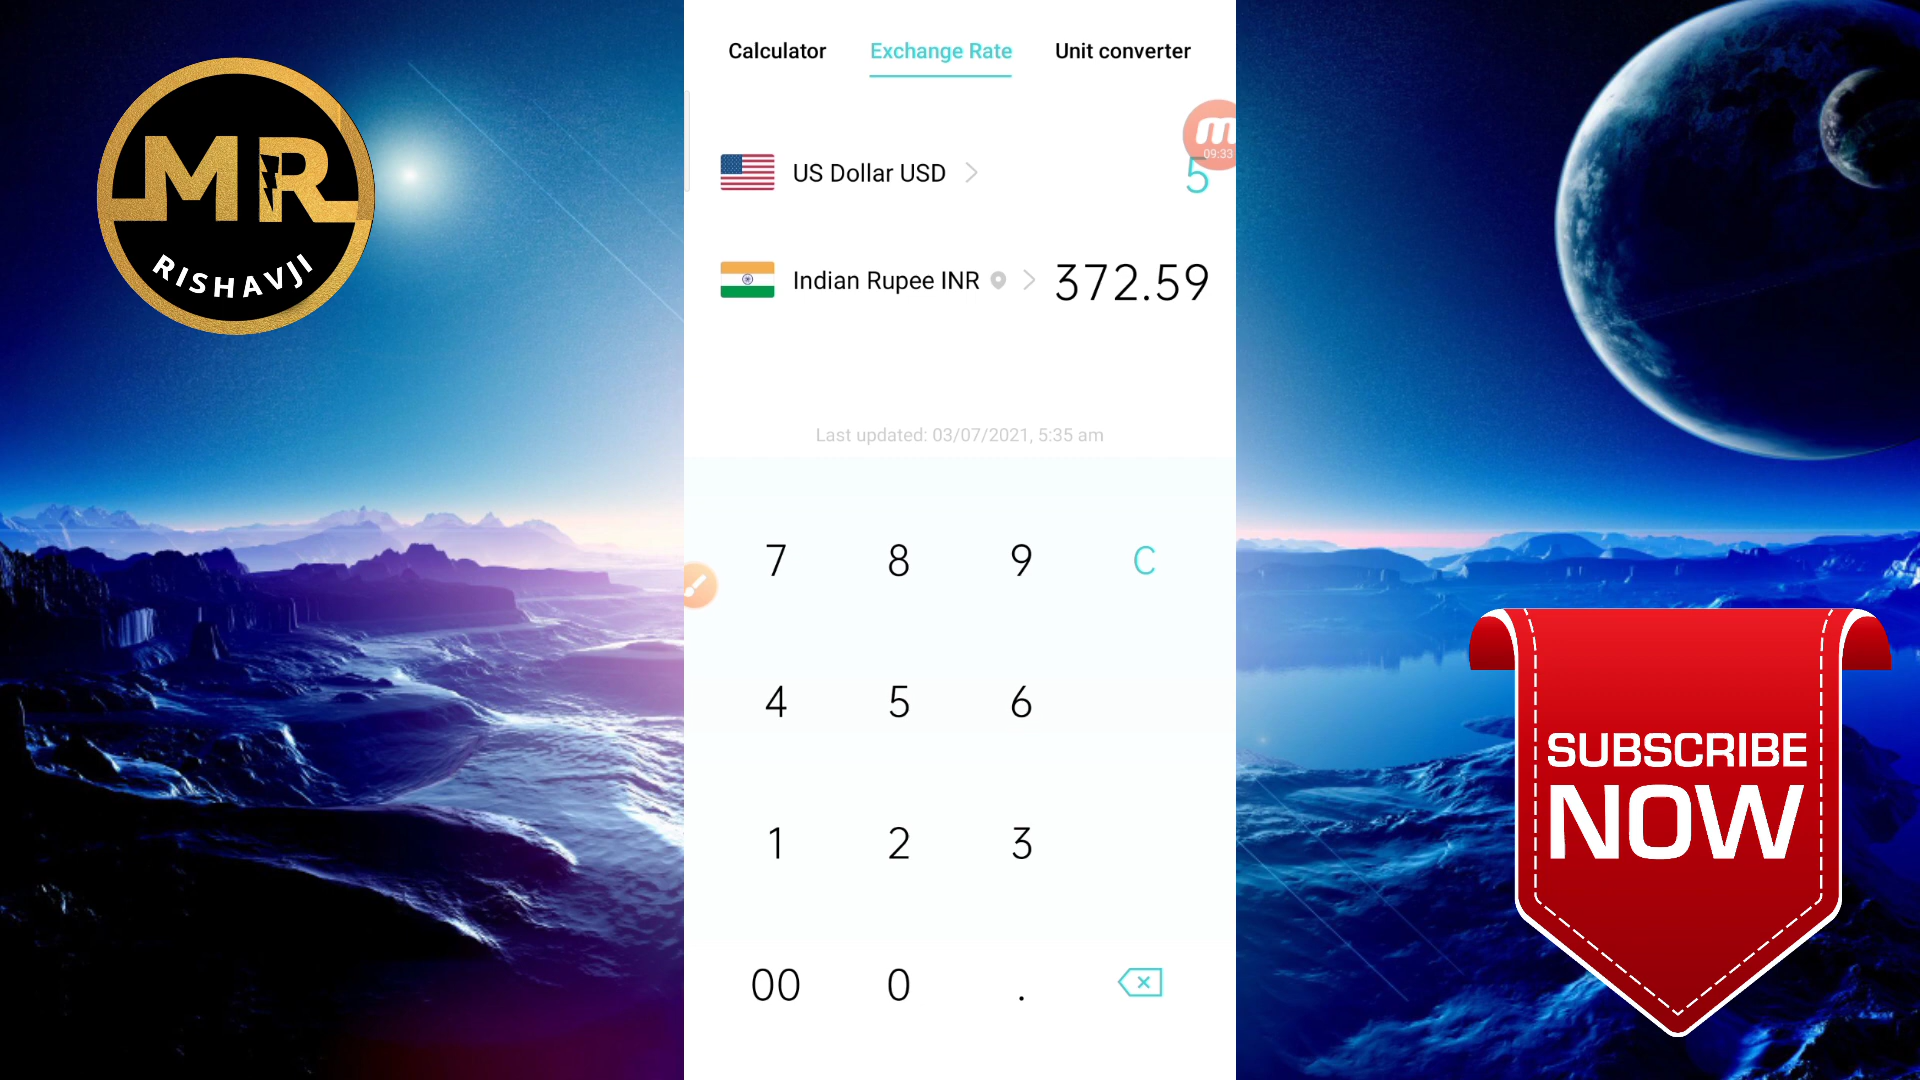 MR
RISHAVJI
Calculator
Exchange Rate
Unit converter
09:33
US Dollar USD
5
Indian Rupee INR
372.59
Last updated: 03/07/2021, 5:35 am
7 8 9 C
4 5 6
1 2 3
00 0 .
SUBSCRIBE
NOW